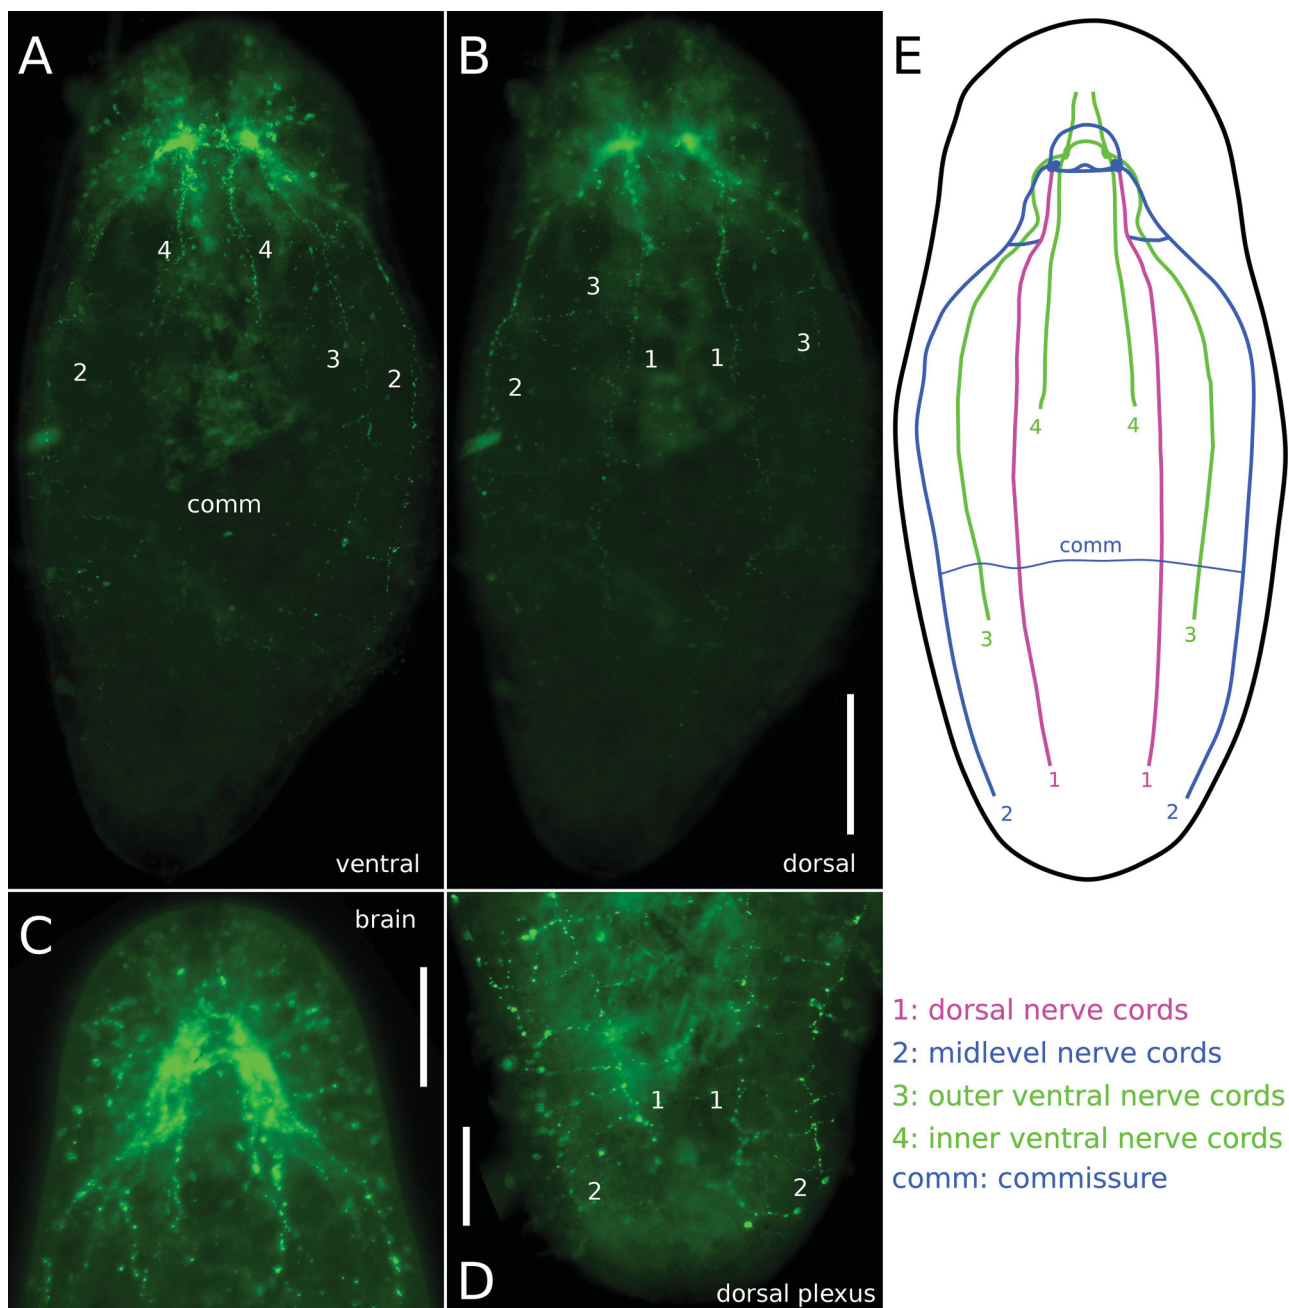 A
4
4
2
3
2
comm
ventral
B
3
3
1
1
2
dorsal
C
brain
D
1
1
2
2
dorsal plexus
E
4
4
comm
3
3
1
1
2
2
1: dorsal nerve cords
2: midlevel nerve cords
3: outer ventral nerve cords
4: inner ventral nerve cords
comm: commissure